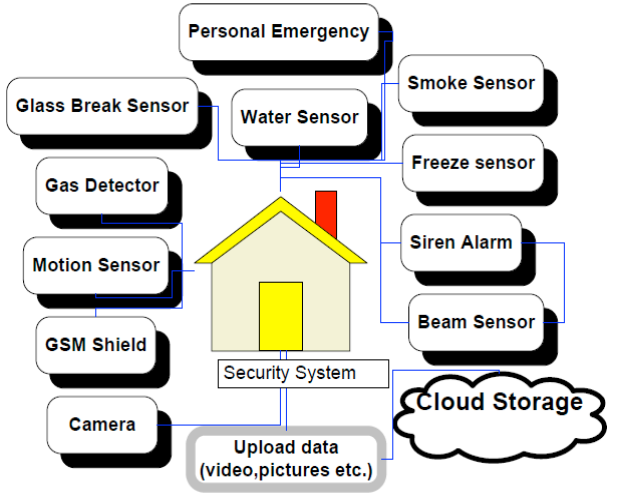 Personal Emergency
Smoke Sensor
Glass Break Sensor
Water Sensor
Freeze sensor
Gas Detector
Siren Alarm
Motion Sensor
Beam Sensor
GSM Shield
Security System
Cloud Storage
Camera
Upload data
(video,pictures etc.)